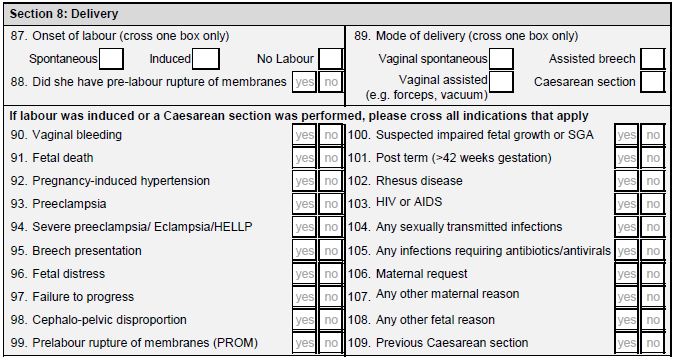 Section 8: Delivery
87. Onset of labour (cross one box only)
Spontaneous Induced No Labour
88. Did she have pre-labour rupture of membranes yes no
89. Mode of delivery (cross one box only)
Vaginal spontaneous Assisted breech
Vaginal assisted Caesarean section
(e.g. forceps, vacuum)
If labour was induced or a Caesarean section was performed, please cross all indications that apply
90. Vaginal bleeding yes no
91. Fetal death yes no
92. Pregnancy-induced hypertension yes no
93. Preeclampsia yes no
94. Severe preeclampsia/ Eclampsia/HELLP yes no
95. Breech presentation yes no
96. Fetal distress yes no
97. Failure to progress yes no
98. Cephalo-pelvic disproportion yes no
99. Prelabour rupture of membranes (PROM) yes no
100. Suspected impaired fetal growth or SGA yes no
101. Post term (>42 weeks gestation) yes no
102. Rhesus disease yes no
103. HIV or AIDS yes no
104. Any sexually transmitted infections yes no
105. Any infections requiring antibiotics/antivirals yes no
106. Maternal request yes no
107. Any other maternal reason yes no
108. Any other fetal reason yes no
109. Previous Caesarean section yes no